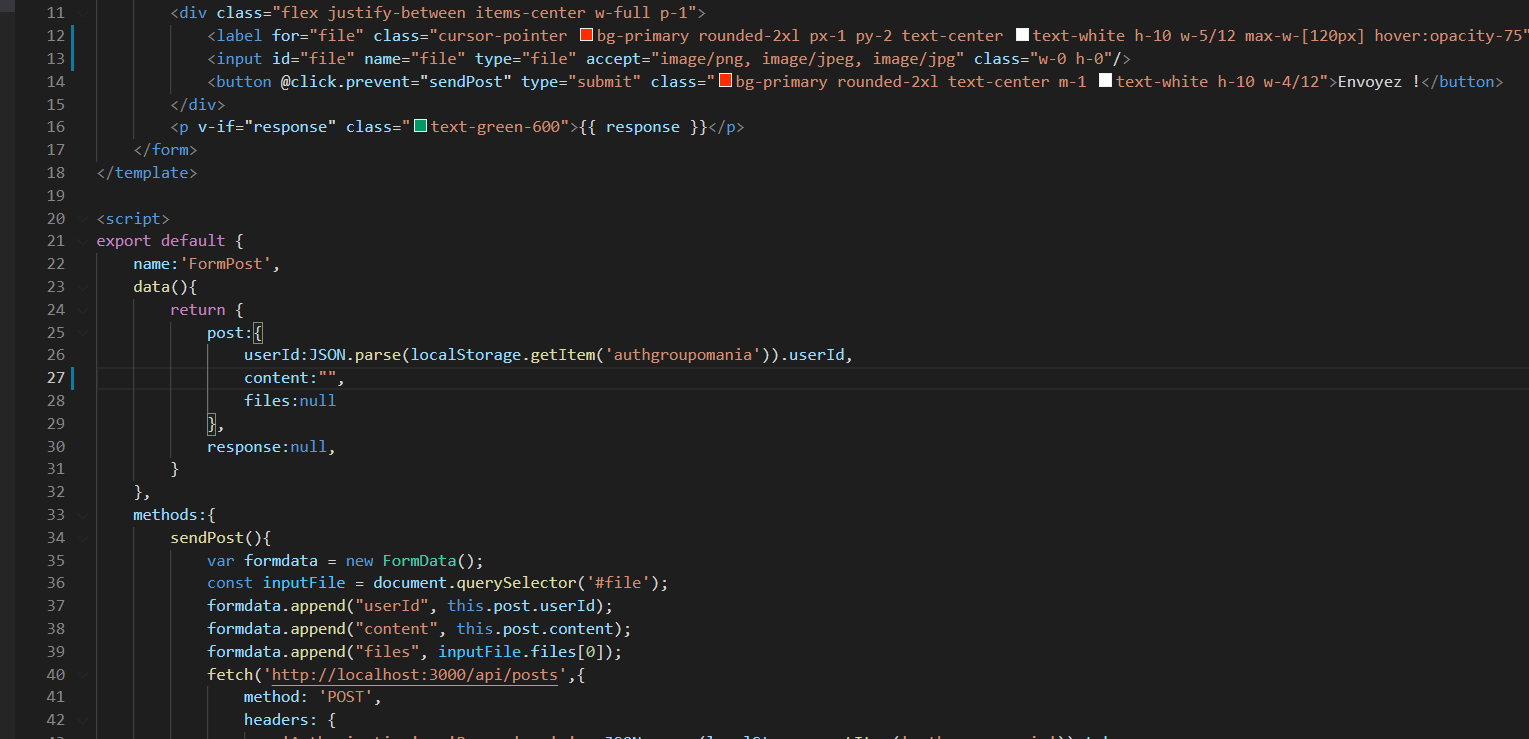 11 <div class="flex justify-between items-center w-full p-1">
12 <label for="file" class="cursor-pointer bg-primary rounded-2xl px-1 py-2 text-center text-white h-10 w-5/12 max-w-[120px] hover:opacity-75"
13 <input id="file" name="file" type="file" accept="image/png, image/jpeg, image/jpg" class="w-0 h-0"/>
14 <button @click.prevent="sendPost" type="submit" class="bg-primary rounded-2xl text-center m-1 text-white h-10 w-4/12">Envoyez !</button>
15 </div>
16 <p v-if="response" class="text-green-600">{{ response }}</p>
17 </form>
18 </template>
19
20 <script>
21 export default {
22 name:'FormPost',
23 data(){
24 return {
25 post:{
26 userId:JSON.parse(localStorage.getItem('authgroupomania')).userId,
27 content:"",
28 files:null
29 },
30 response:null,
31 }
32 },
33 methods:{
34 sendPost(){
35 var formdata = new FormData();
36 const inputFile = document.querySelector('#file');
37 formdata.append("userId", this.post.userId);
38 formdata.append("content", this.post.content);
39 formdata.append("files", inputFile.files[0]);
40 fetch('http://localhost:3000/api/posts',{
41 method: 'POST',
42 headers: {